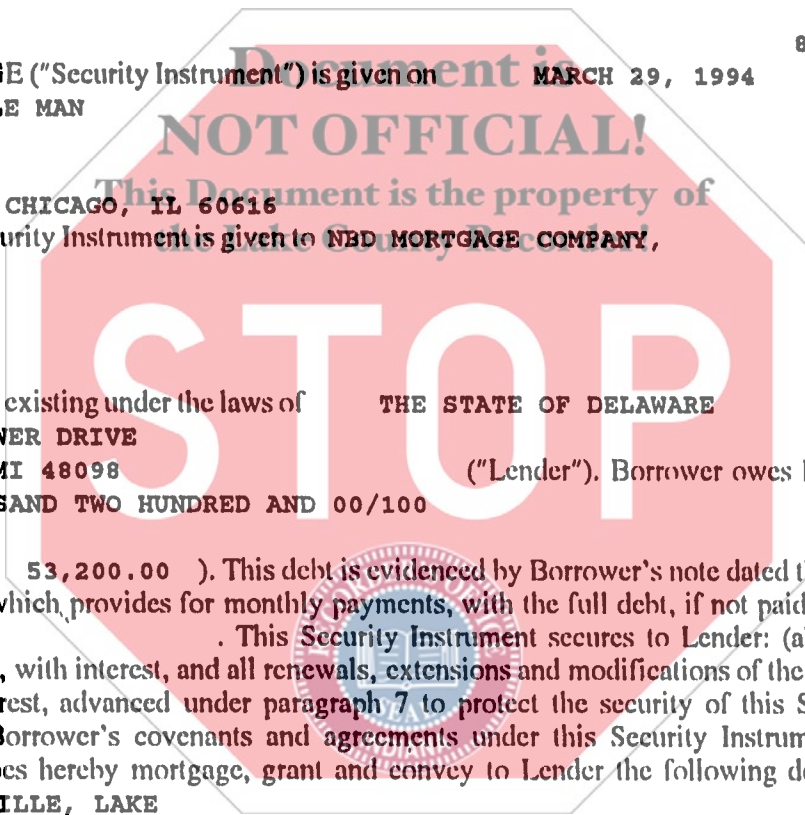 8
E ("Security Instrument") is given on MARCH 29, 1994
LE MAN
Document is
NOT OFFICIAL!
This Document is the property of
the Lake County Recorder!
CHICAGO, IL 60616
urity Instrument is given to NBD MORTGAGE COMPANY,
STOP
existing under the laws of THE STATE OF DELAWARE
NER DRIVE
MI 48098 ("Lender"). Borrower owes
SAND TWO HUNDRED AND 00/100
53,200.00 ). This debt is evidenced by Borrower's note dated
which provides for monthly payments, with the full debt, if not paid
. This Security Instrument secures to Lender: (a
, with interest, and all renewals, extensions and modifications of the
rest, advanced under paragraph 7 to protect the security of this S
Borrower's covenants and agreements under this Security Instrum
es hereby mortgage, grant and convey to Lender the following de
ILLE, LAKE